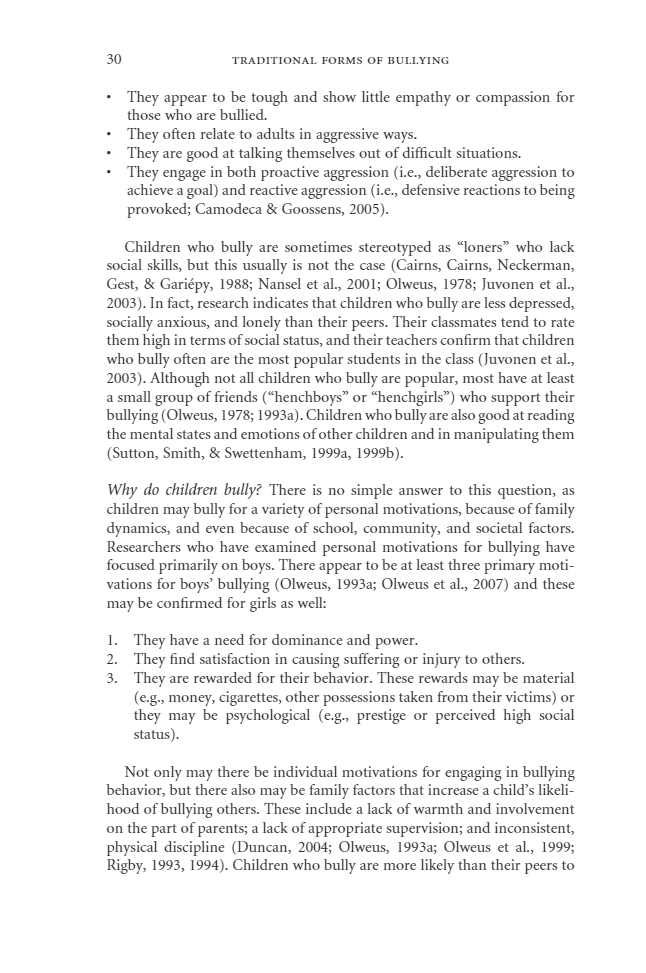 30 TRADITIONAL FORMS OF BULLYING
• They appear to be tough and show little empathy or compassion for
those who are bullied.
• They often relate to adults in aggressive ways.
• They are good at talking themselves out of difficult situations.
• They engage in both proactive aggression (i.e., deliberate aggression to
achieve a goal) and reactive aggression (i.e., defensive reactions to being
provoked; Camodeca & Goossens, 2005).
Children who bully are sometimes stereotyped as “loners” who lack
social skills, but this usually is not the case (Cairns, Cairns, Neckerman,
Gest, & Gariépy, 1988; Nansel et al., 2001; Olweus, 1978; Juvonen et al.,
2003). In fact, research indicates that children who bully are less depressed,
socially anxious, and lonely than their peers. Their classmates tend to rate
them high in terms of social status, and their teachers confirm that children
who bully often are the most popular students in the class (Juvonen et al.,
2003). Although not all children who bully are popular, most have at least
a small group of friends (“henchboys” or “henchgirls”) who support their
bullying (Olweus, 1978; 1993a). Children who bully are also good at reading
the mental states and emotions of other children and in manipulating them
(Sutton, Smith, & Swettenham, 1999a, 1999b).
Why do children bully? There is no simple answer to this question, as
children may bully for a variety of personal motivations, because of family
dynamics, and even because of school, community, and societal factors.
Researchers who have examined personal motivations for bullying have
focused primarily on boys. There appear to be at least three primary moti-
vations for boys’ bullying (Olweus, 1993a; Olweus et al., 2007) and these
may be confirmed for girls as well:
1. They have a need for dominance and power.
2. They find satisfaction in causing suffering or injury to others.
3. They are rewarded for their behavior. These rewards may be material
(e.g., money, cigarettes, other possessions taken from their victims) or
they may be psychological (e.g., prestige or perceived high social
status).
Not only may there be individual motivations for engaging in bullying
behavior, but there also may be family factors that increase a child’s likeli-
hood of bullying others. These include a lack of warmth and involvement
on the part of parents; a lack of appropriate supervision; and inconsistent,
physical discipline (Duncan, 2004; Olweus, 1993a; Olweus et al., 1999;
Rigby, 1993, 1994). Children who bully are more likely than their peers to